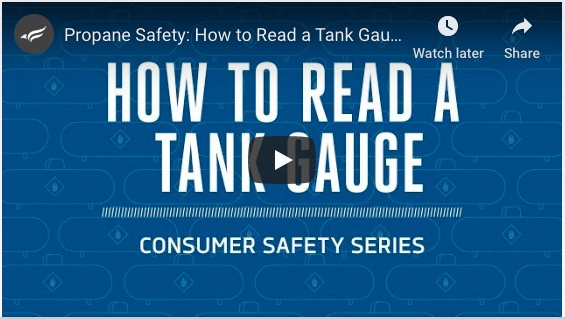 Propane Safety: How to Read a Tank Gau...
Watch later
Share
HOW TO READ A
TANK GAUGE
CONSUMER SAFETY SERIES